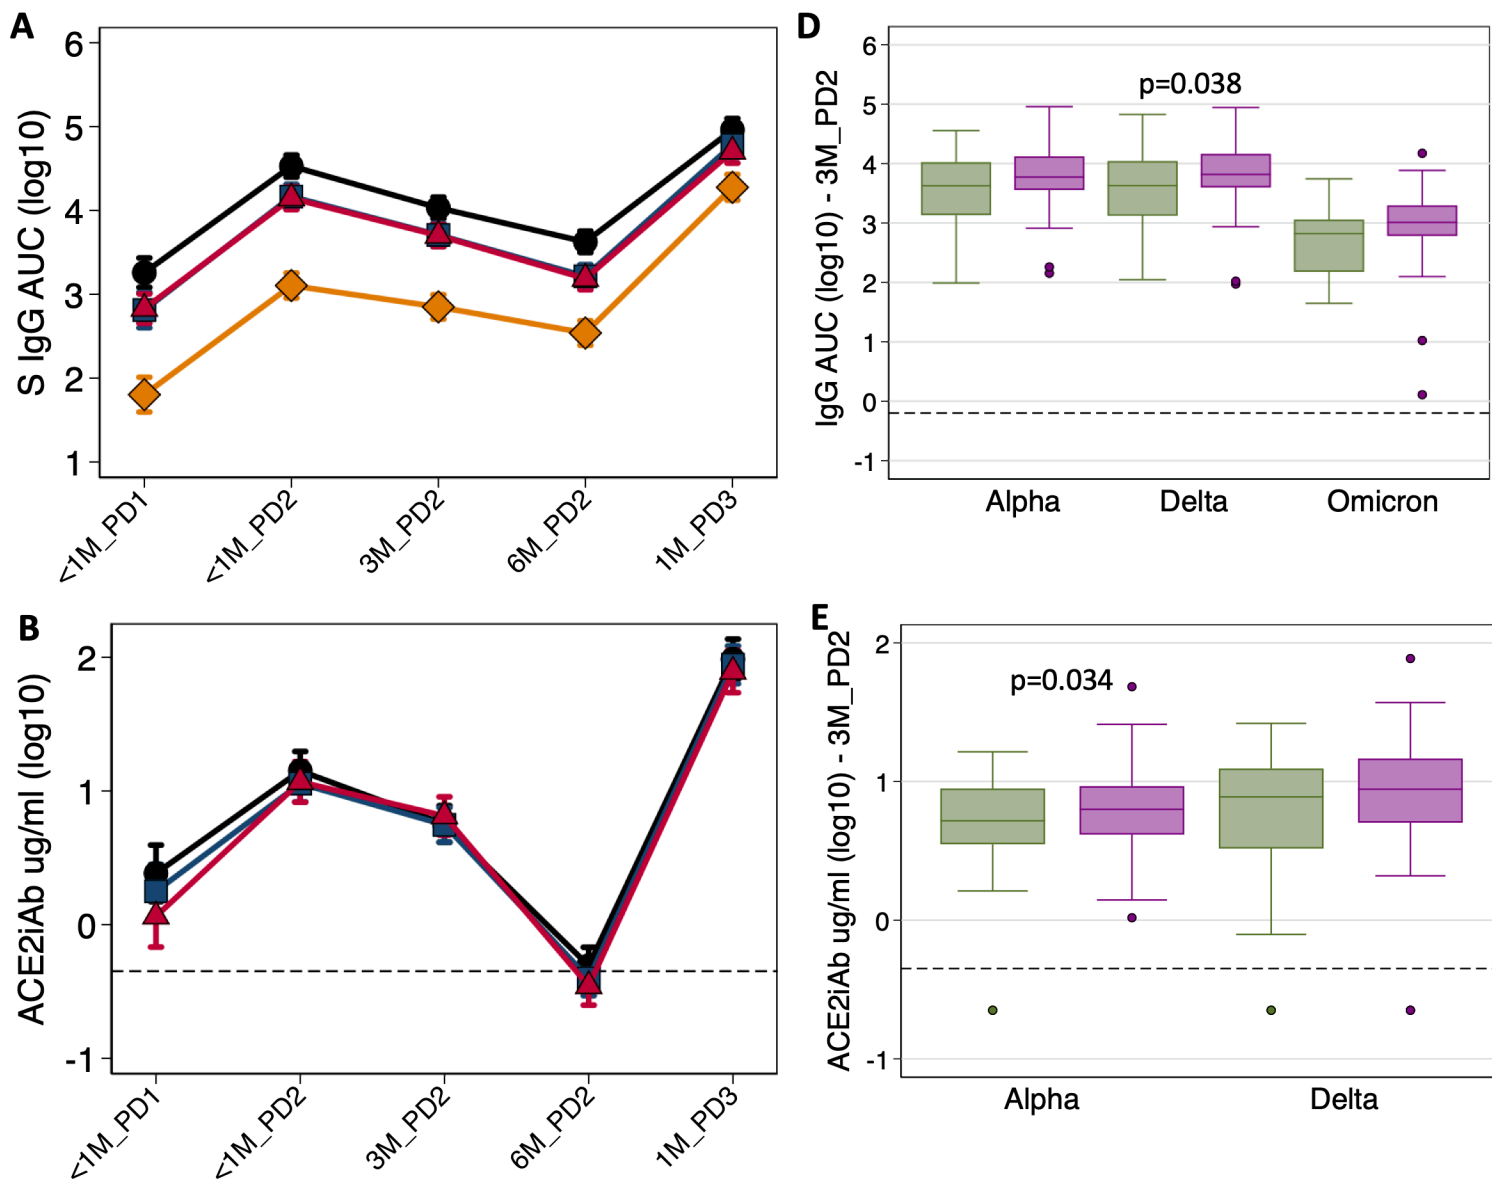 A
S IgG AUC (log10)
6
5
4
3
2
1
<1M_PD1
<1M_PD2
3M_PD2
6M_PD2
1M_PD3
D
IgG AUC (log10) - 3M_PD2
6
5
4
3
2
1
0
-1
p=0.038
Alpha
Delta
Omicron
B
ACE2iAb ug/ml (log10)
2
1
0
-1
<1M_PD1
<1M_PD2
3M_PD2
6M_PD2
1M_PD3
E
ACE2iAb ug/ml (log10) - 3M_PD2
2
1
0
-1
p=0.034
Alpha
Delta